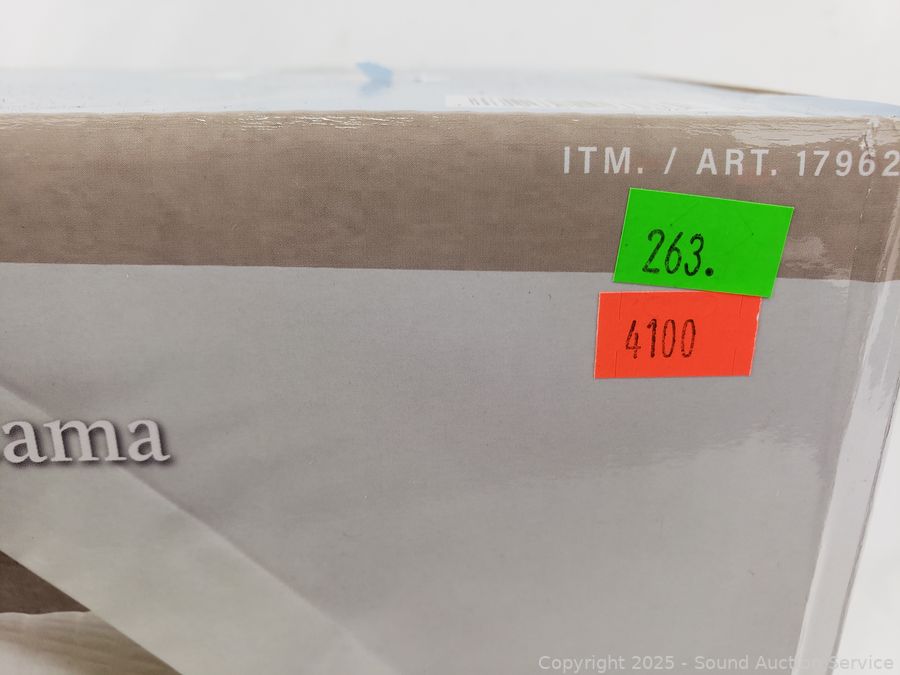 ITM. / ART. 17962
263.
4100
ama
Copyright © 2025 - Sound Auction Service